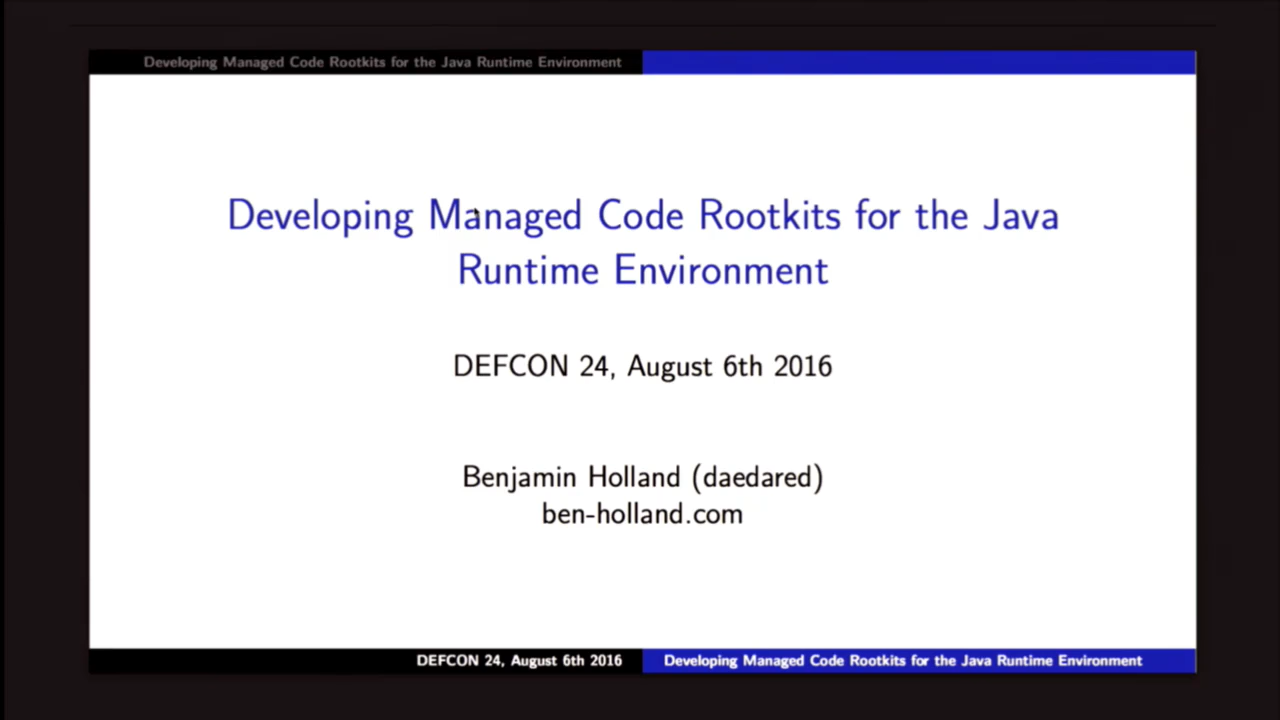 Developing Managed Code Rootkits for the Java Runtime Environment
Developing Managed Code Rootkits for the Java
Runtime Environment
DEFCON 24, August 6th 2016
Benjamin Holland (daedared)
ben-holland.com
DEFCON 24, August 6th 2016
Developing Managed Code Rootkits for the Java Runtime Environment